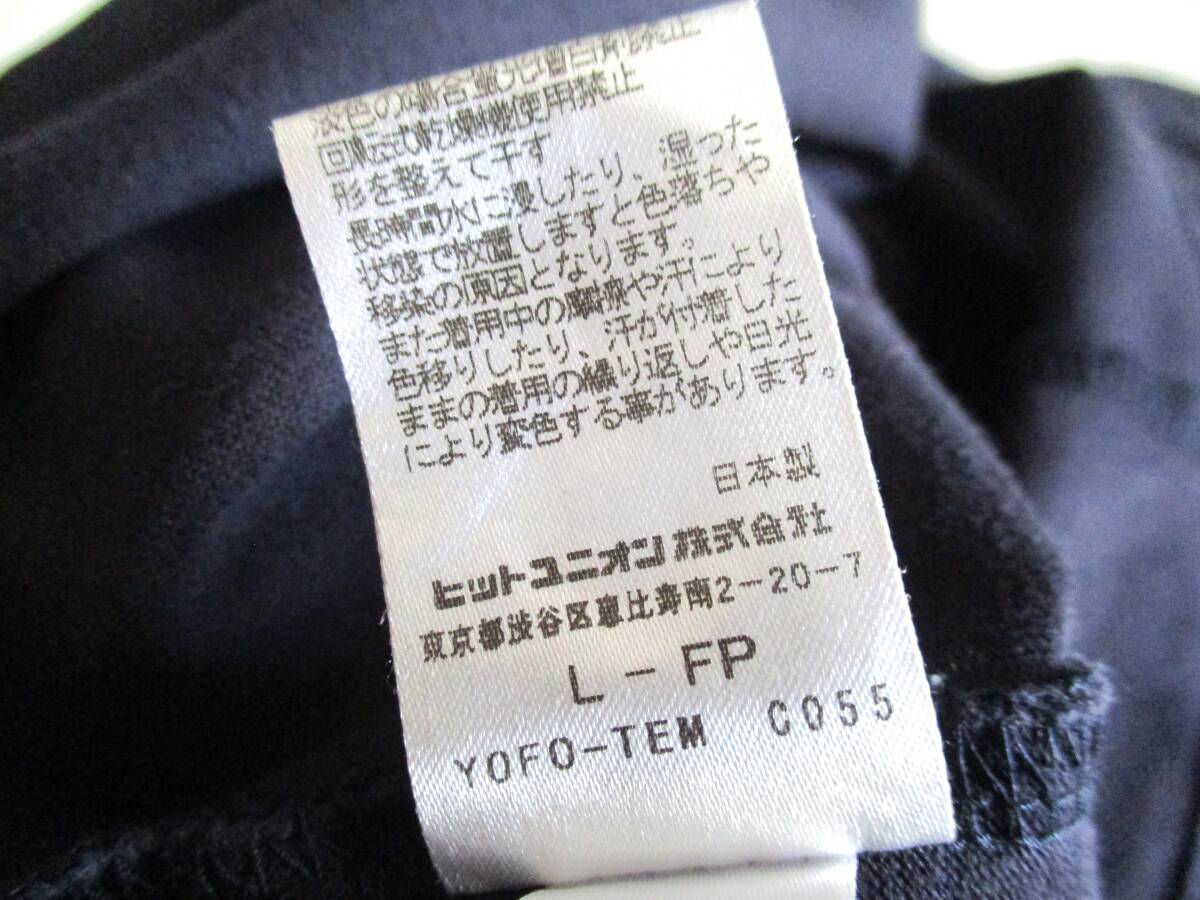 淡色の場合蛍光増白剤禁止
回転式乾燥機使用禁止
形を整えて干す
長時間水に浸したり、湿った
状態で放置しますと色落ちや
移染の原因となります。
また着用中の摩擦や汗により
色移りしたり、汗が付着した
ままの着用の繰り返しや日光
により変色する事があります。
日本製
ヒットユニオン株式会社
東京都渋谷区恵比寿南2-20-7
L-FP
YOFO-TEM C055